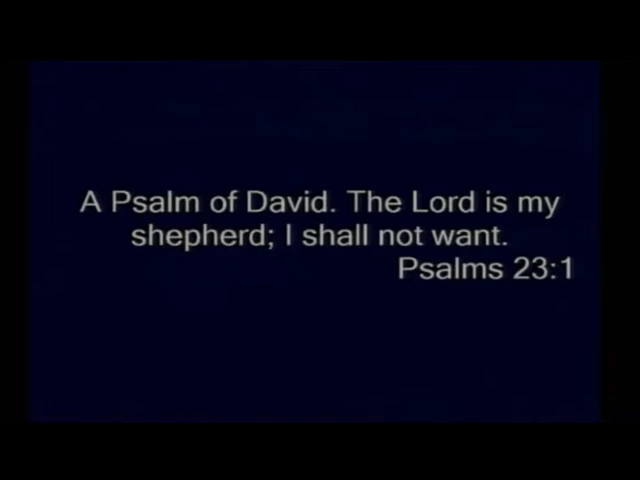 A Psalm of David. The Lord is my
shepherd; I shall not want.
Psalms 23:1